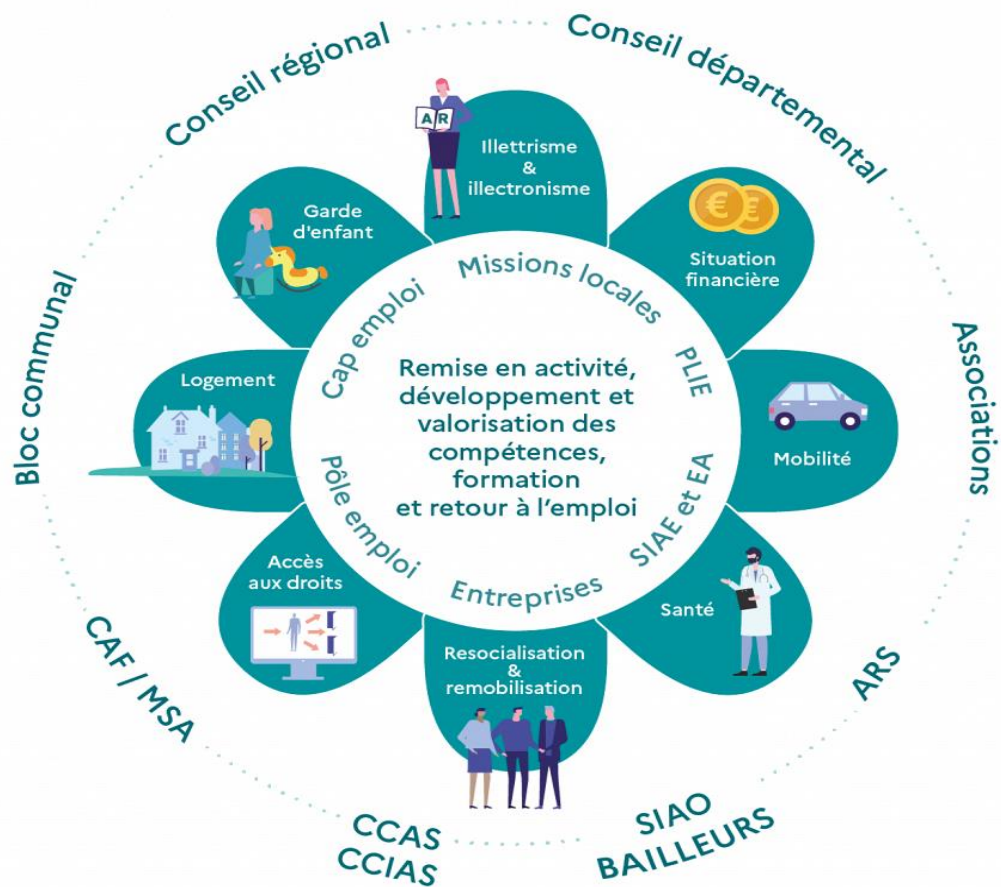 Conseil régional
Conseil départemental
Associations
ARS
SIAO
BAILLEURS
CCAS
CCIAS
CAF / MSA
Bloc communal
AR
Illettrisme
&
illectronisme
Situation
financière
Mobilité
Santé
Resocialisation
&
remobilisation
Accès
aux droits
Logement
Garde
d'enfant
Missions locales
PLIE
SIAE et EA
Entreprises
Pôle emploi
Cap emploi
Remise en activité,
développement et
valorisation des
compétences,
formation
et retour à l'emploi